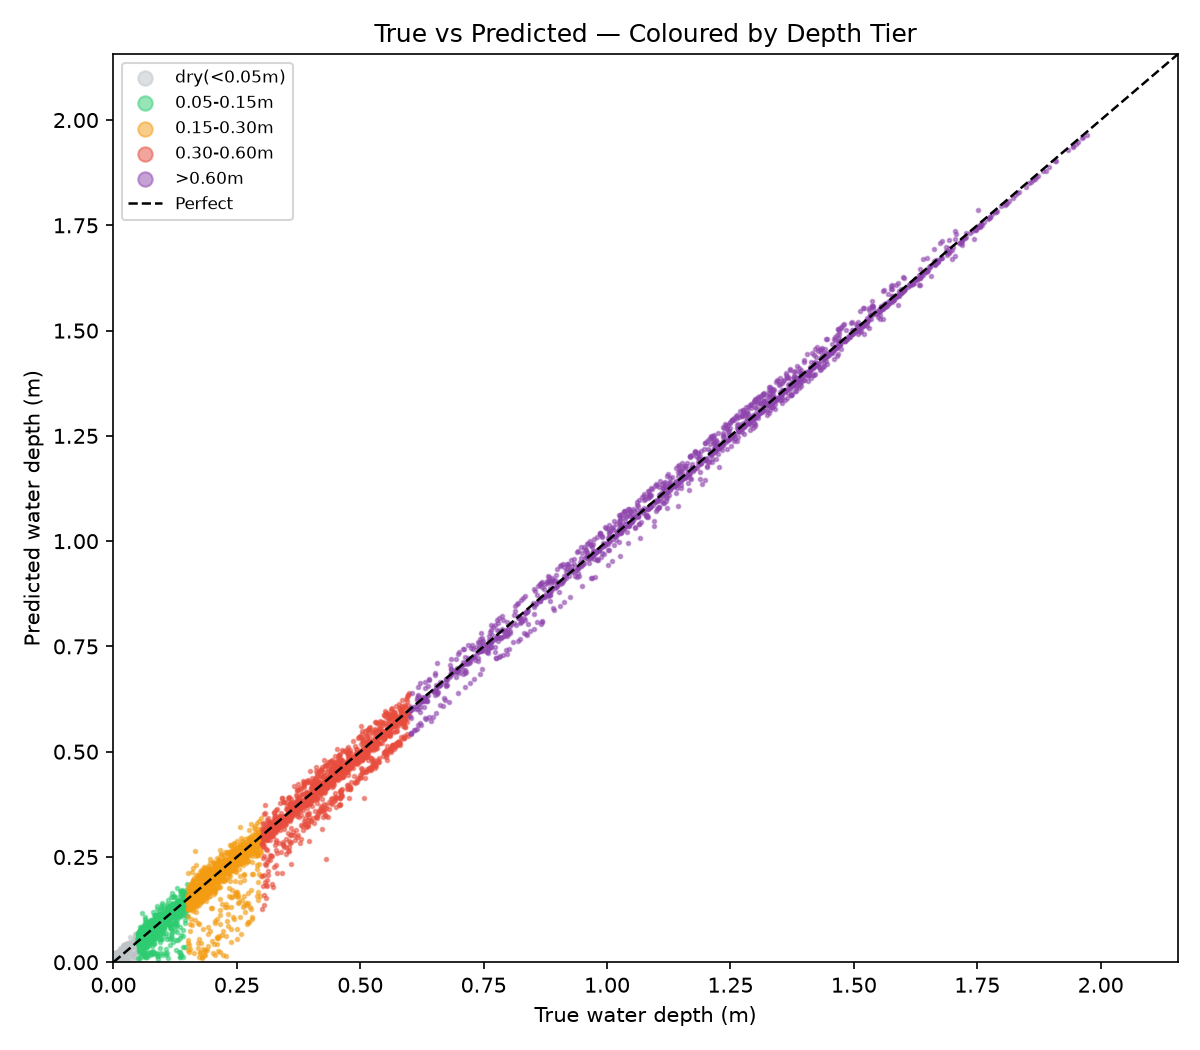 True vs Predicted — Coloured by Depth Tier
dry(<0.05m)
0.05-0.15m
0.15-0.30m
0.30-0.60m
>0.60m
Perfect
2.00
1.75
1.50
1.25
1.00
0.75
0.50
0.25
0.00
Predicted water depth (m)
0.00 0.25 0.50 0.75 1.00 1.25 1.50 1.75 2.00
True water depth (m)